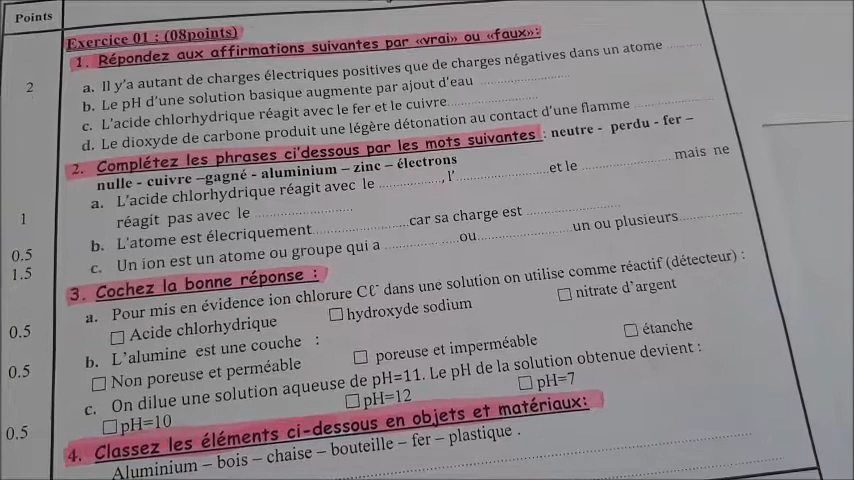 Points
Exercice 01 : (08points)
1. Répondez aux affirmations suivantes par «vrai» ou «faux»:
2
a. Il y'a autant de charges électriques positives que de charges négatives dans un atome ............
b. Le pH d'une solution basique augmente par ajout d'eau ............
c. L'acide chlorhydrique réagit avec le fer et le cuivre............
d. Le dioxyde de carbone produit une légère détonation au contact d'une flamme ............
2. Complétez les phrases ci'dessous par les mots suivantes : neutre - perdu - fer –
nulle - cuivre –gagné - aluminium – zinc – électrons
1
a. L'acide chlorhydrique réagit avec le ............, l'............et le ............mais ne
réagit pas avec le ............
0.5
b. L'atome est élecriquement............car sa charge est ............
1.5
c. Un ion est un atome ou groupe qui a ............ou............un ou plusieurs............
3. Cochez la bonne réponse :
0.5
a. Pour mis en évidence ion chlorure Cℓ⁻ dans une solution on utilise comme réactif (détecteur) :
☐ Acide chlorhydrique ☐ hydroxyde sodium ☐ nitrate d'argent
0.5
b. L'alumine est une couche :
☐ Non poreuse et perméable ☐ poreuse et imperméable ☐ étanche
0.5
c. On dilue une solution aqueuse de pH=11. Le pH de la solution obtenue devient :
☐ pH=10 ☐ pH=12 ☐ pH=7
4. Classez les éléments ci-dessous en objets et matériaux:
Aluminium – bois – chaise – bouteille – fer – plastique .